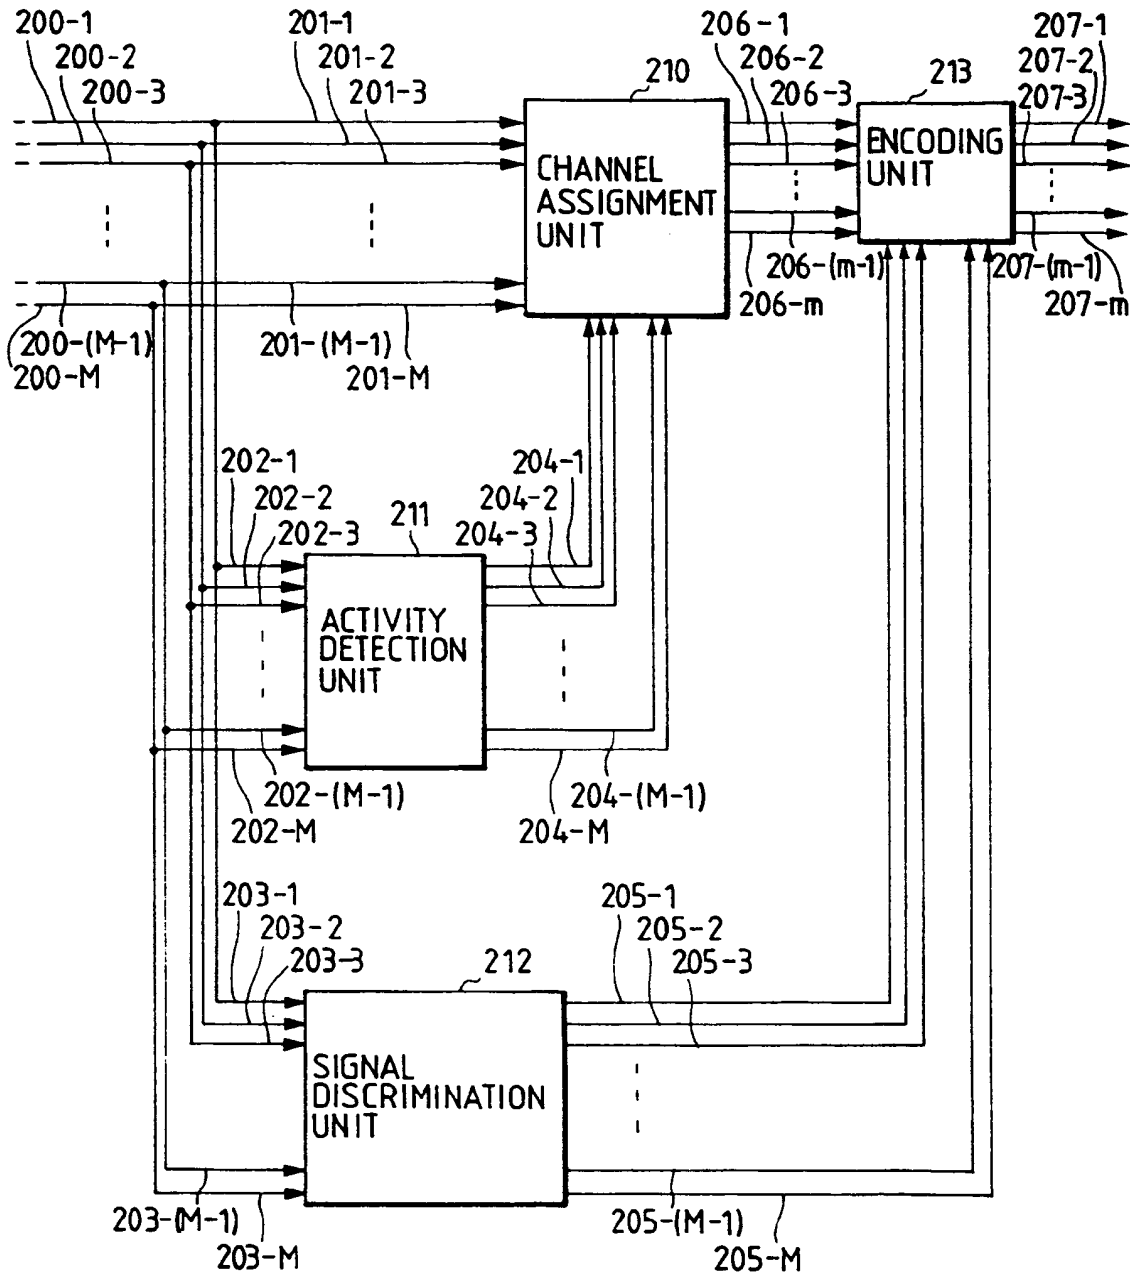 200-1
200-2
200-3
201-1
201-2
201-3
210
206-1
206-2
206-3
213
207-1
207-2
207-3
CHANNEL
ASSIGNMENT
UNIT
ENCODING
UNIT
200-(M-1)
200-M
201-(M-1)
201-M
206-(m-1)
206-m
207-(m-1)
207-m
202-1
202-2
202-3
211
204-1
204-2
204-3
ACTIVITY
DETECTION
UNIT
202-(M-1)
202-M
204-(M-1)
204-M
203-1
203-2
203-3
212
205-1
205-2
205-3
SIGNAL
DISCRIMINATION
UNIT
203-(M-1)
203-M
205-(M-1)
205-M